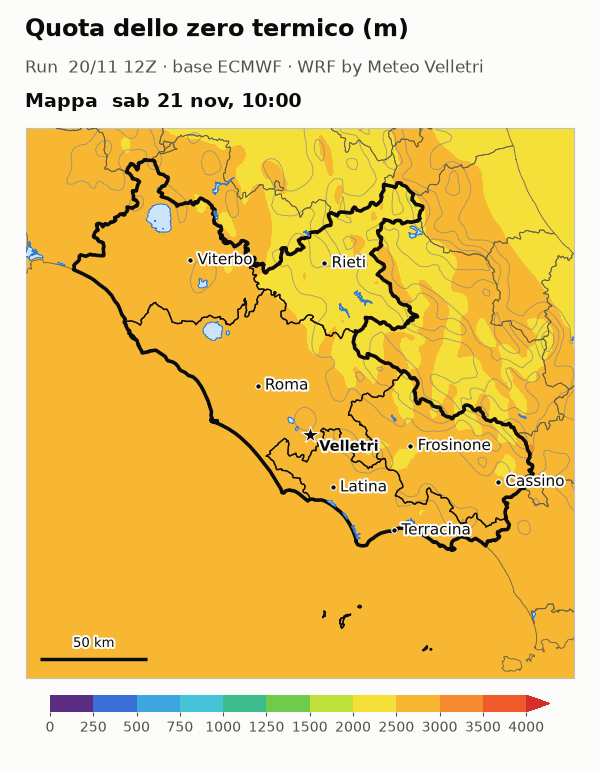 Quota dello zero termico (m)
Run  20/11 12Z · base ECMWF · WRF by Meteo Velletri
Mappa  sab 21 nov, 10:00
Viterbo
Rieti
Roma
Velletri
Frosinone
Cassino
Latina
Terracina
50 km
0 250 500 750 1000 1250 1500 2000 2500 3000 3500 4000